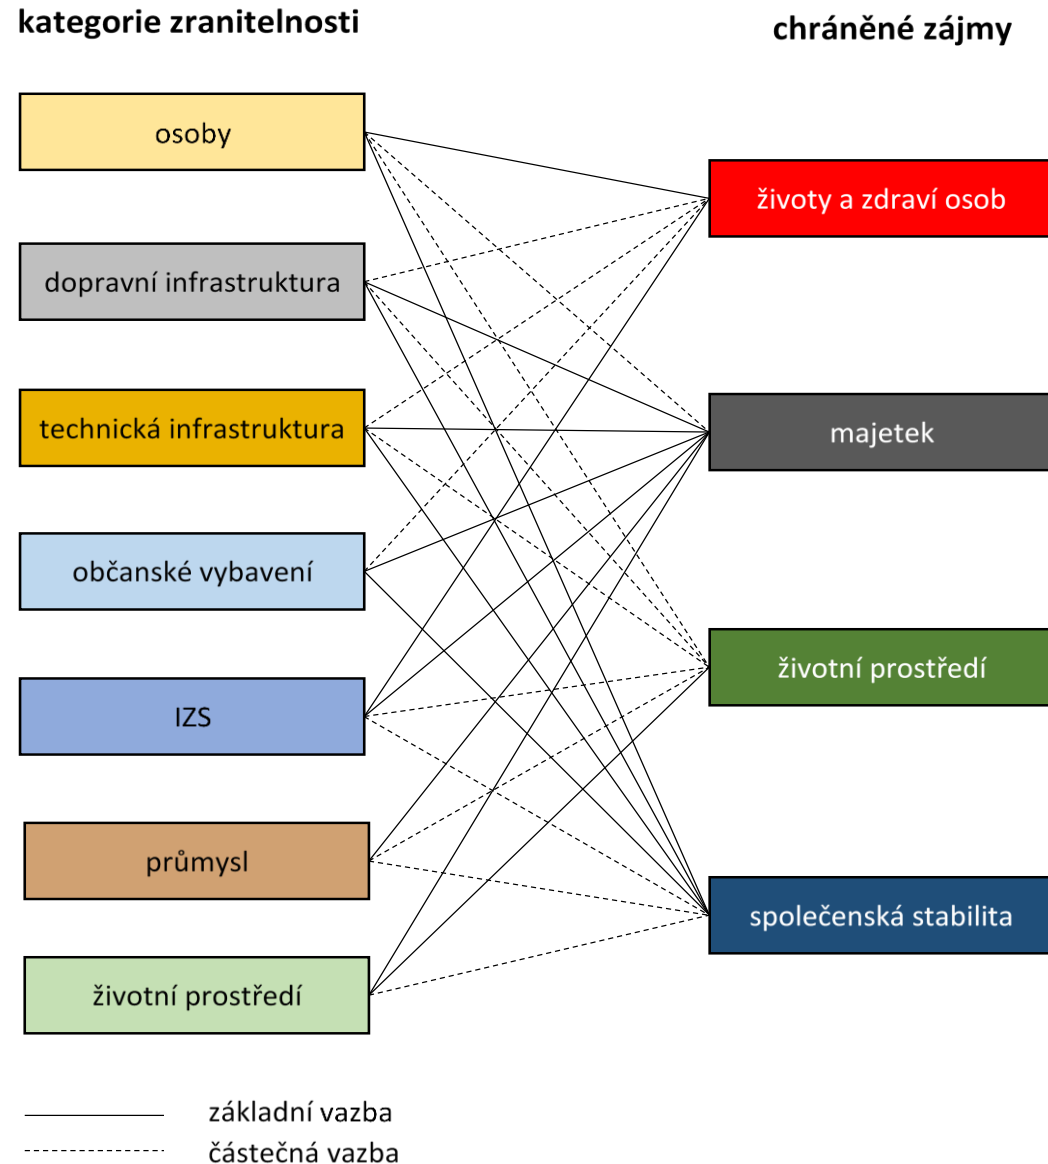 kategorie zranitelnosti
chráněné zájmy
osoby
dopravní infrastruktura
technická infrastruktura
občanské vybavení
IZS
průmysl
životní prostředí
životy a zdraví osob
majetek
životní prostředí
společenská stabilita
základní vazba
částečná vazba